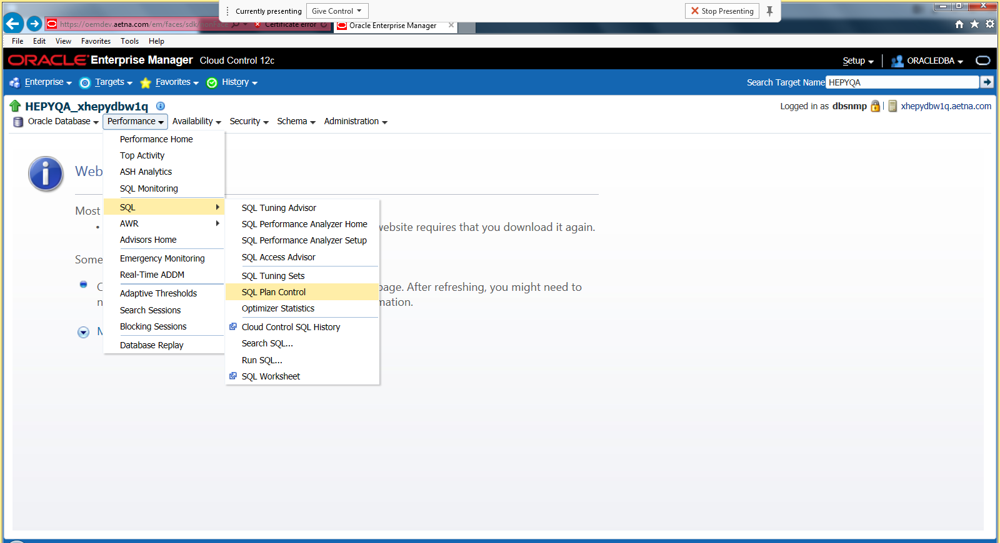 Currently presenting Give Control Stop Presenting
https://oemdev.aetna.com/em/faces/sdk/nonFace Certificate error Oracle Enterprise Manager
File Edit View Favorites Tools Help
ORACLE Enterprise Manager Cloud Control 12c Setup ORACLEDBA
Enterprise Targets Favorites History Search Target Name HEPYQA
HEPYQA_xhepydbw1q Logged in as dbsnmp xhepydbw1q.aetna.com
Oracle Database Performance Availability Security Schema Administration
Performance Home
Top Activity
ASH Analytics
SQL Monitoring
SQL
AWR
Advisors Home
Emergency Monitoring
Real-Time ADDM
Adaptive Thresholds
Search Sessions
Blocking Sessions
Database Replay
SQL Tuning Advisor
SQL Performance Analyzer Home
SQL Performance Analyzer Setup
SQL Access Advisor
SQL Tuning Sets
SQL Plan Control
Optimizer Statistics
Cloud Control SQL History
Search SQL...
Run SQL...
SQL Worksheet
Web
Most
website requires that you download it again.
Some
page. After refreshing, you might need to